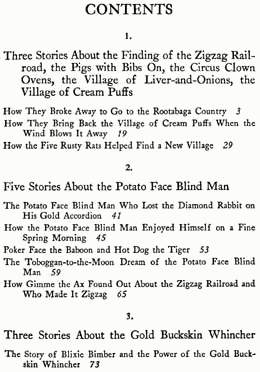 CONTENTS
1.
Three Stories About the Finding of the Zigzag Rail-
road, the Pigs with Bibs On, the Circus Clown
Ovens, the Village of Liver-and-Onions, the
Village of Cream Puffs
How They Broke Away to Go to the Rootabaga Country 3
How They Bring Back the Village of Cream Puffs When the
Wind Blows It Away 19
How the Five Rusty Rats Helped Find a New Village 29
2.
Five Stories About the Potato Face Blind Man
The Potato Face Blind Man Who Lost the Diamond Rabbit on
His Gold Accordion 41
How the Potato Face Blind Man Enjoyed Himself on a Fine
Spring Morning 45
Poker Face the Baboon and Hot Dog the Tiger 53
The Toboggan-to-the-Moon Dream of the Potato Face Blind
Man 59
How Gimme the Ax Found Out About the Zigzag Railroad and
Who Made It Zigzag 65
3.
Three Stories About the Gold Buckskin Whincher
The Story of Blixie Bimber and the Power of the Gold Buck-
skin Whincher 73